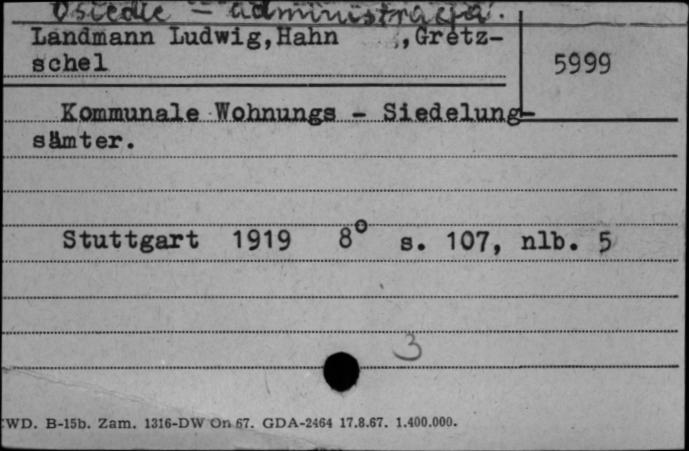 Osiedle - administracja.
Landmann Ludwig,Hahn ,Gretz-
schel
5999
Kommunale Wohnungs - Siedelung-
sämter.
Stuttgart 1919 8° s. 107, nlb. 5
3
WD. B-15b. Zam. 1316-DW On 67. GDA-2464 17.8.67. 1.400.000.